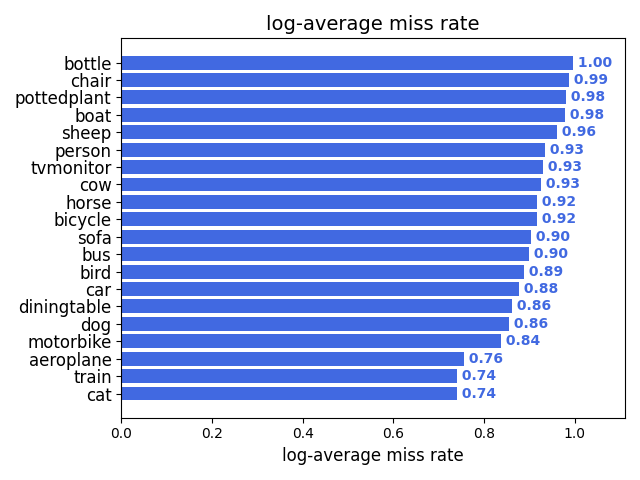 log-average miss rate
bottle 1.00
chair 0.99
pottedplant 0.98
boat 0.98
sheep 0.96
person 0.93
tvmonitor 0.93
cow 0.93
horse 0.92
bicycle 0.92
sofa 0.90
bus 0.90
bird 0.89
car 0.88
diningtable 0.86
dog 0.86
motorbike 0.84
aeroplane 0.76
train 0.74
cat 0.74
0.0 0.2 0.4 0.6 0.8 1.0
log-average miss rate